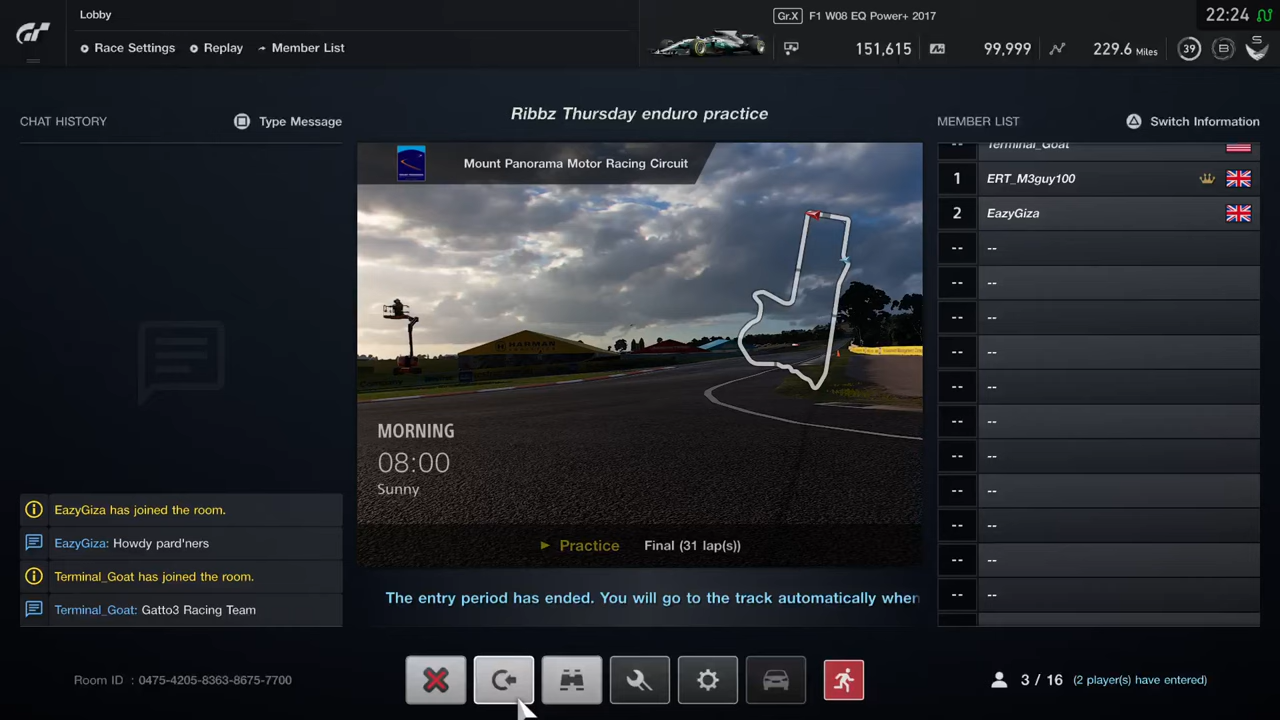 Lobby
Race Settings
Replay
Member List
Gr.X F1 W08 EQ Power+ 2017
151,615
99,999
229.6 Miles
39
B
S
22:24
CHAT HISTORY
Type Message
Ribbz Thursday enduro practice
MEMBER LIST
Switch Information
Mount Panorama Motor Racing Circuit
-- Terminal_Goat
1 ERT_M3guy100
2 EazyGiza
-- --
-- --
-- --
-- --
-- --
-- --
-- --
-- --
-- --
-- --
-- --
HARMAN
MORNING
08:00
Sunny
Practice
Final (31 lap(s))
EazyGiza has joined the room.
EazyGiza: Howdy pard'ners
Terminal_Goat has joined the room.
Terminal_Goat: Gatto3 Racing Team
The entry period has ended. You will go to the track automatically when
Room ID : 0475-4205-8363-8675-7700
3 / 16 (2 player(s) have entered)